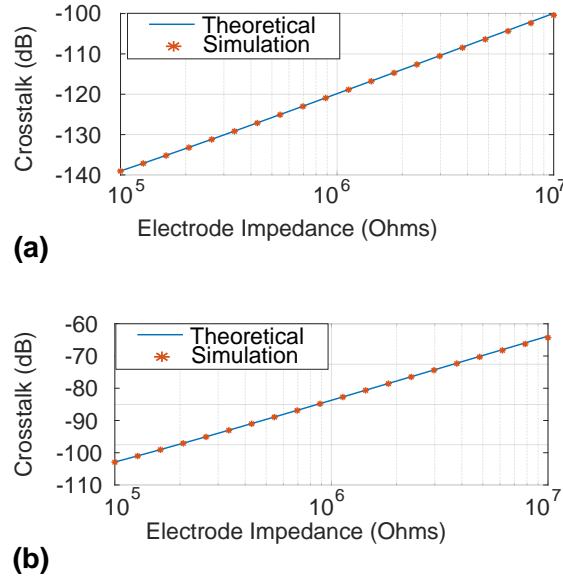 -100
-110
-120
-130
-140
Crosstalk (dB)
Theoretical
Simulation
10^5
10^6
10^7
Electrode Impedance (Ohms)
(a)
-60
-70
-80
-90
-100
-110
Crosstalk (dB)
Theoretical
Simulation
10^5
10^6
10^7
Electrode Impedance (Ohms)
(b)